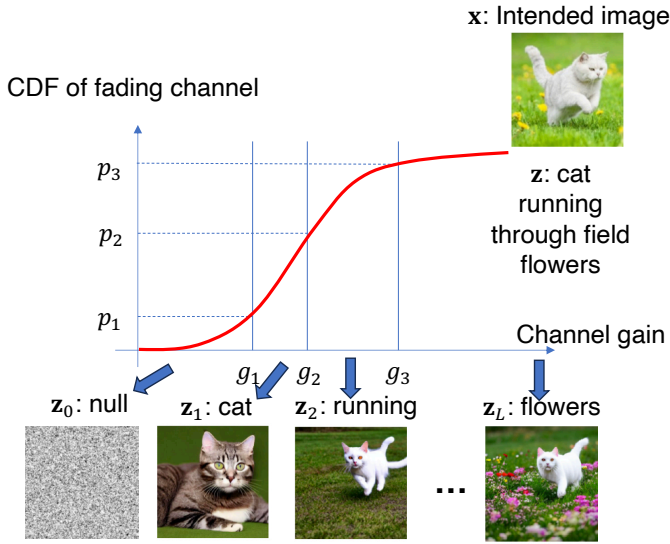 x: Intended image
CDF of fading channel
p₃
z: cat
running
through field
flowers
p₂
p₁
Channel gain
g₁ g₂ g₃
z₀: null z₁: cat z₂: running z_L: flowers
...